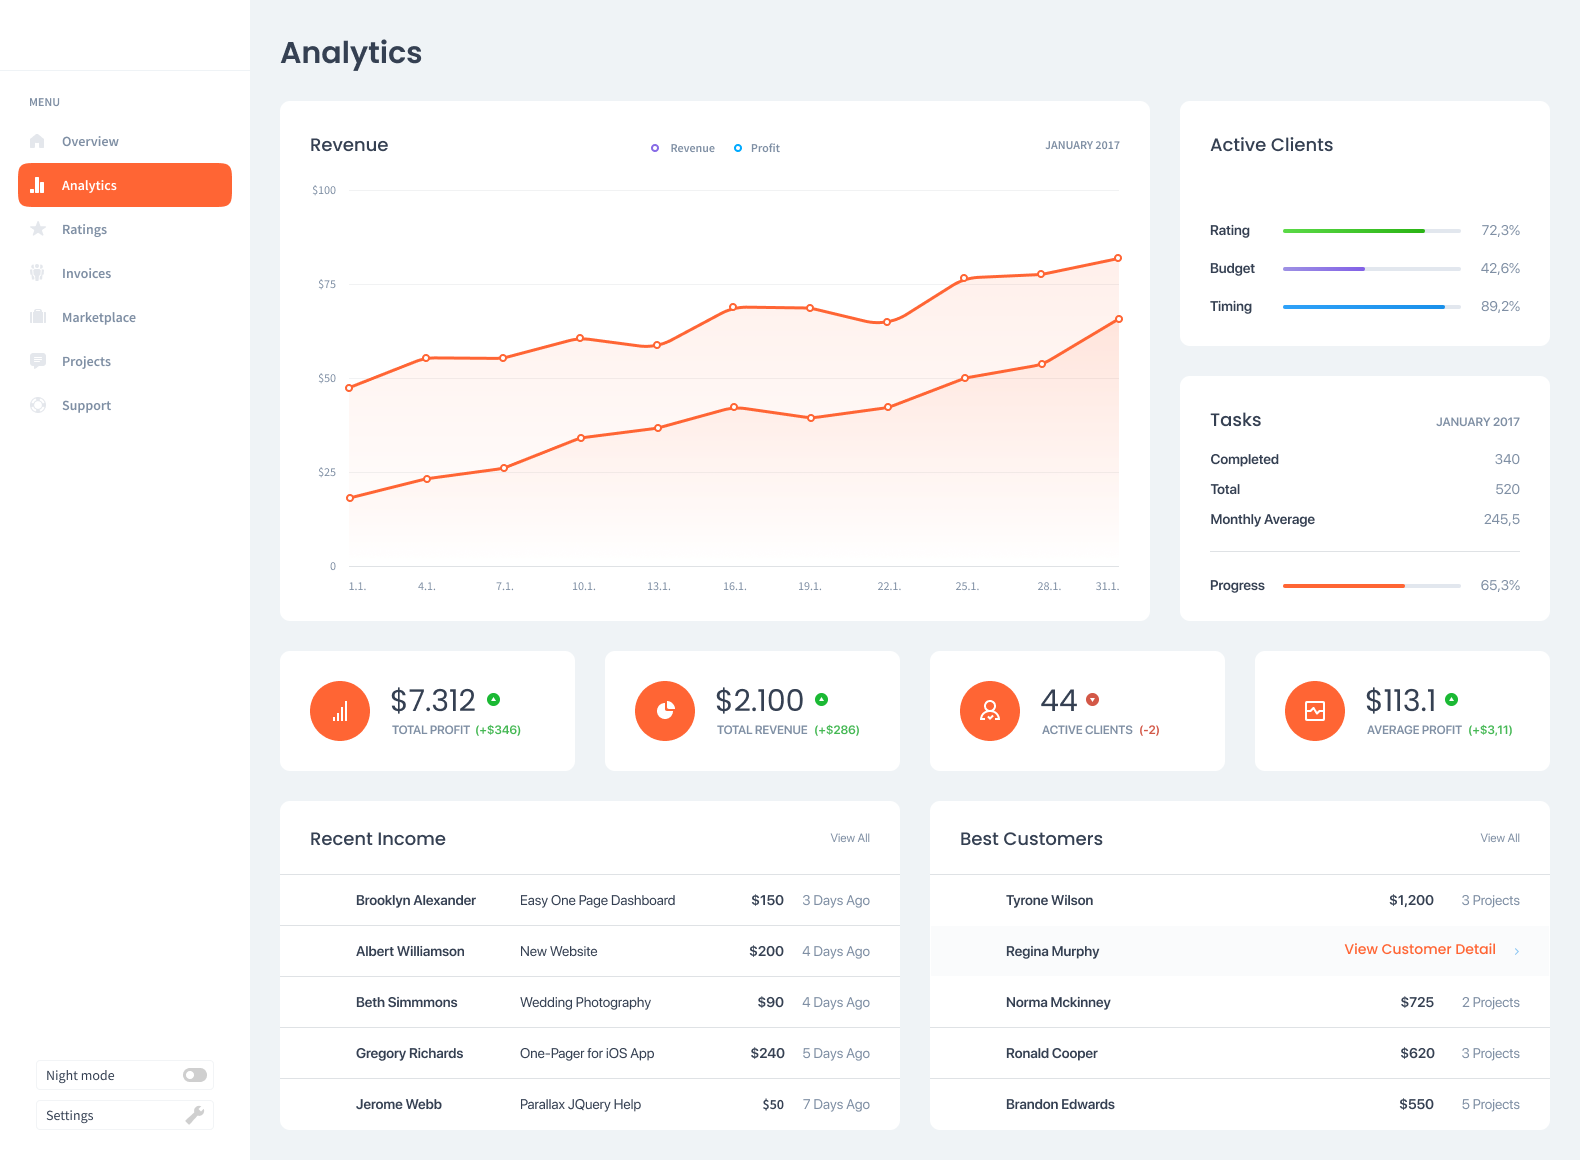 Analytics
MENU
Overview
Analytics
Ratings
Invoices
Marketplace
Projects
Support
Night mode
Settings
Revenue
Revenue Profit
JANUARY 2017
$100
$75
$50
$25
0
1.1. 4.1. 7.1. 10.1. 13.1. 16.1. 19.1. 22.1. 25.1. 28.1. 31.1.
Active Clients
Rating 72,3%
Budget 42,6%
Timing 89,2%
Tasks JANUARY 2017
Completed 340
Total 520
Monthly Average 245,5
Progress 65,3%
$7.312
TOTAL PROFIT (+$346)
$2.100
TOTAL REVENUE (+$286)
44
ACTIVE CLIENTS (-2)
$113.1
AVERAGE PROFIT (+$3,11)
Recent Income View All
Brooklyn Alexander Easy One Page Dashboard $150 3 Days Ago
Albert Williamson New Website $200 4 Days Ago
Beth Simmmons Wedding Photography $90 4 Days Ago
Gregory Richards One-Pager for iOS App $240 5 Days Ago
Jerome Webb Parallax JQuery Help $50 7 Days Ago
Best Customers View All
Tyrone Wilson $1,200 3 Projects
Regina Murphy View Customer Detail
Norma Mckinney $725 2 Projects
Ronald Cooper $620 3 Projects
Brandon Edwards $550 5 Projects